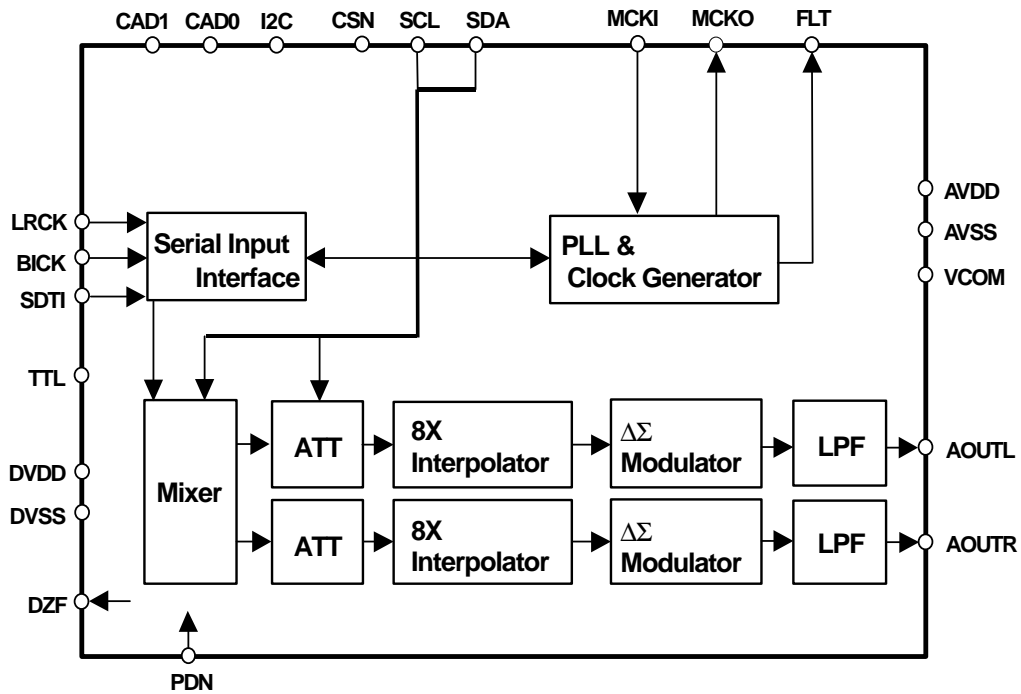 CAD1 CAD0 I2C CSN SCL SDA MCKI MCKO FLT
AVDD
LRCK
AVSS
Serial Input
Interface
PLL &
Clock Generator
BICK
VCOM
SDTI
TTL
8X
Interpolator
ΔΣ
Modulator
ATT
LPF
AOUTL
DVDD
Mixer
DVSS
8X
Interpolator
ΔΣ
Modulator
ATT
LPF
AOUTR
DZF
PDN